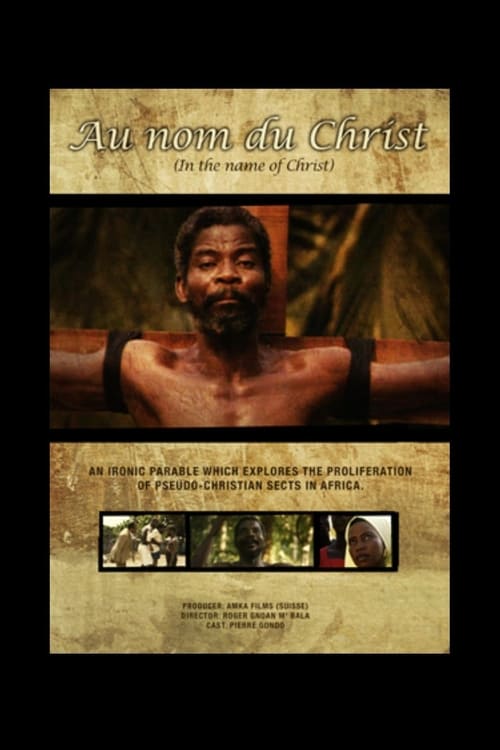 Au nom du Christ
(In the name of Christ)
AN IRONIC PARABLE WHICH EXPLORES THE PROLIFERATION
OF PSEUDO-CHRISTIAN SECTS IN AFRICA.
PRODUCER: AMKA FILMS (SUISSE)
DIRECTOR: ROGER GNOAN M' BALA
CAST: PIERRE GONDO